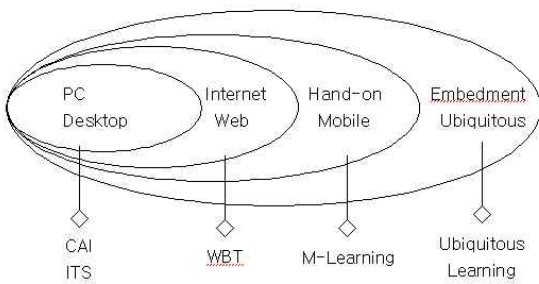 PC
Desktop
Internet
Web
Hand-on
Mobile
Embedment
Ubiquitous
CAI
ITS
WBT
M-Learning
Ubiquitous
Learning